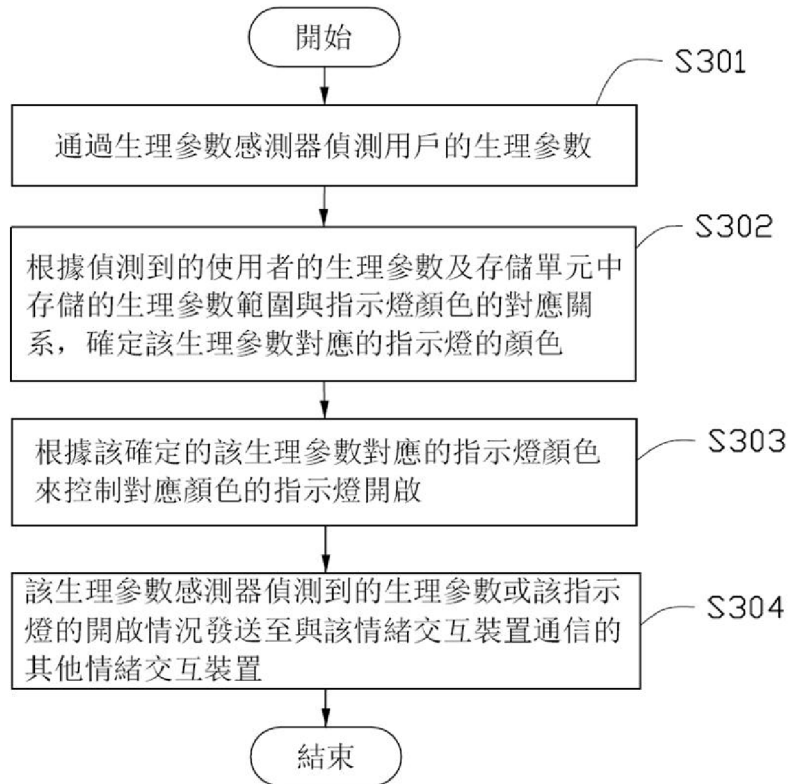 開始
S301
通過生理參數感測器偵測用戶的生理參數
S302
根據偵測到的使用者的生理參數及存儲單元中
存儲的生理參數範圍與指示燈顏色的對應關
系，確定該生理參數對應的指示燈的顏色
S303
根據該確定的該生理參數對應的指示燈顏色
來控制對應顏色的指示燈開啟
S304
該生理參數感測器偵測到的生理參數或該指示
燈的開啟情況發送至與該情緒交互裝置通信的
其他情緒交互裝置
結束